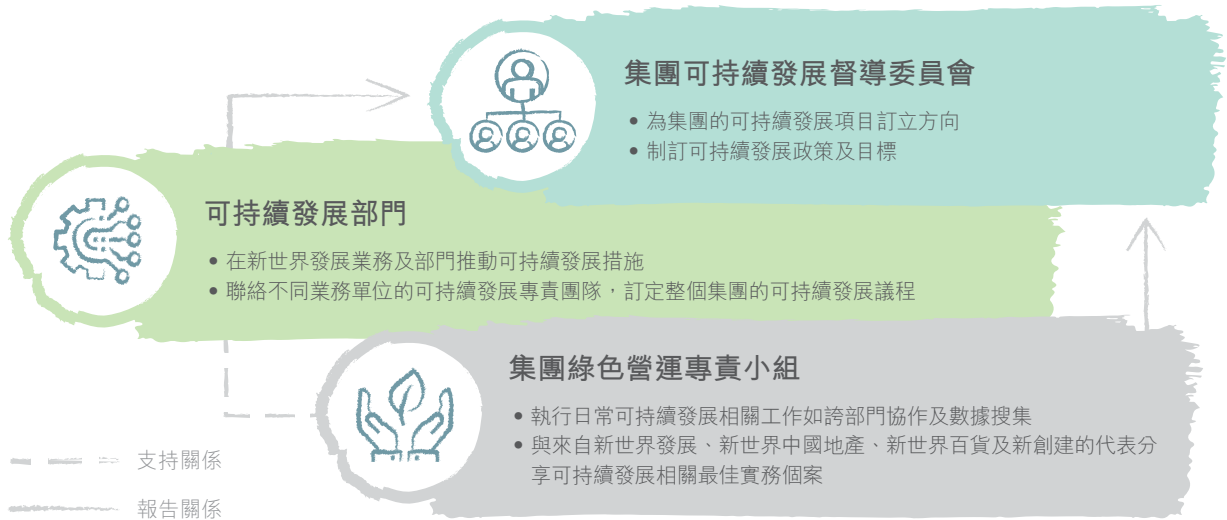 集團可持續發展督導委員會
• 為集團的可持續發展項目訂立方向
• 制訂可持續發展政策及目標
可持續發展部門
• 在新世界發展業務及部門推動可持續發展措施
• 聯絡不同業務單位的可持續發展專責團隊，訂定整個集團的可持續發展議程
集團綠色營運專責小組
• 執行日常可持續發展相關工作如誇部門協作及數據搜集
• 與來自新世界發展、新世界中國地產、新世界百貨及新創建的代表分
享可持續發展相關最佳實務個案
支持關係
報告關係